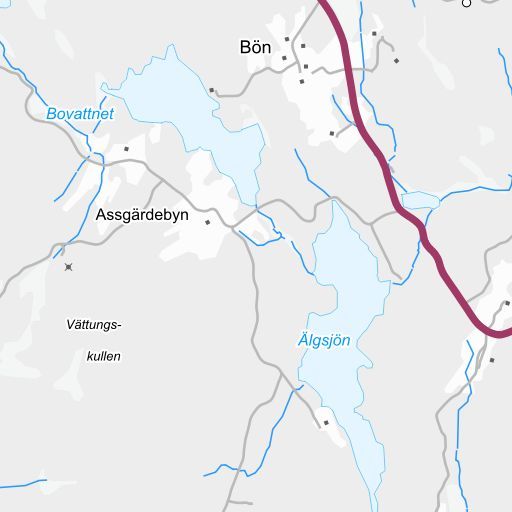 Bön
Bovattnet
Assgärdebyn
Vättungs-
kullen
Älgsjön